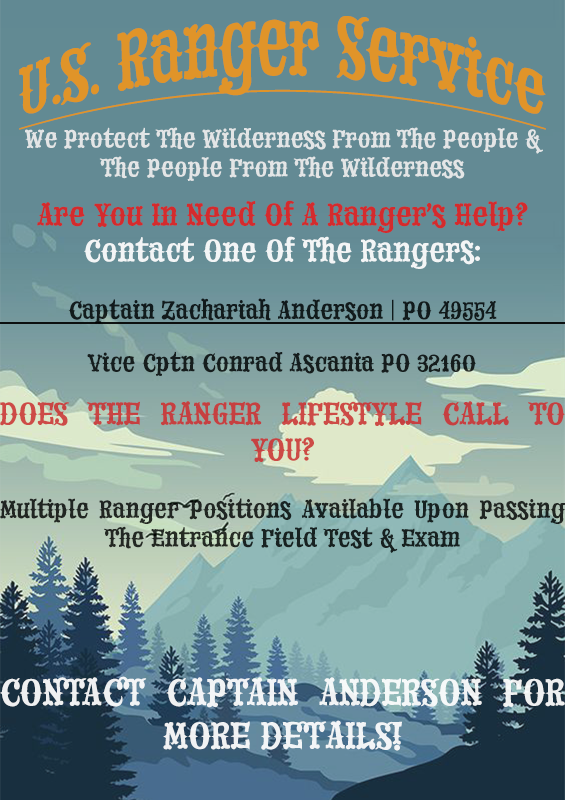 U.S. Ranger Service
We Protect The Wilderness From The People &
The People From The Wilderness
Are You In Need Of A Ranger's Help?
Contact One Of The Rangers:
Captain Zachariah Anderson | PO 49554
Vice Cptn Conrad Ascania PO 32160
DOES THE RANGER LIFESTYLE CALL TO
YOU?
Multiple Ranger Positions Available Upon Passing
The Entrance Field Test & Exam
CONTACT CAPTAIN ANDERSON FOR
MORE DETAILS!